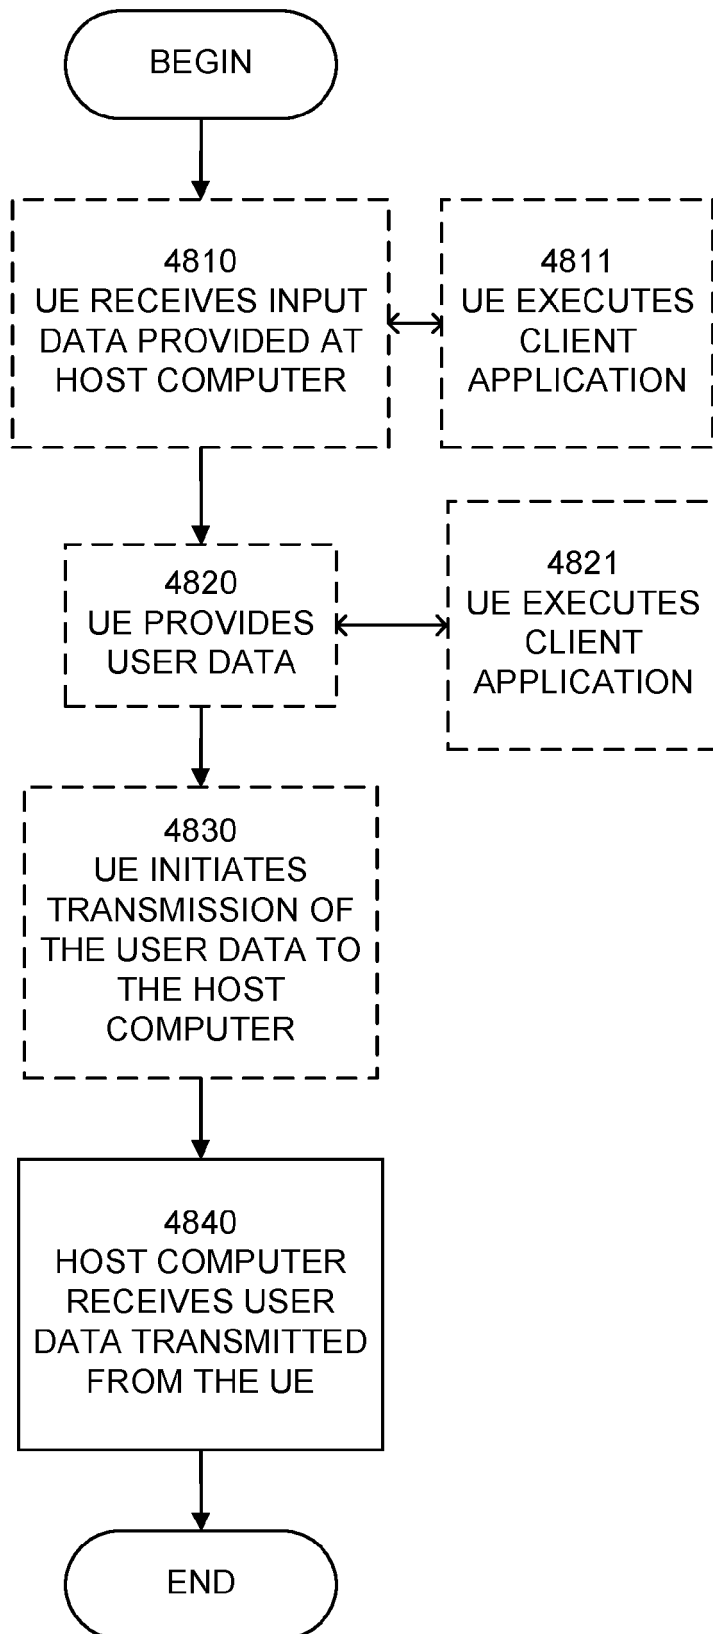 BEGIN
4810
UE RECEIVES INPUT
DATA PROVIDED AT
HOST COMPUTER
4811
UE EXECUTES
CLIENT
APPLICATION
4820
UE PROVIDES
USER DATA
4821
UE EXECUTES
CLIENT
APPLICATION
4830
UE INITIATES
TRANSMISSION OF
THE USER DATA TO
THE HOST
COMPUTER
4840
HOST COMPUTER
RECEIVES USER
DATA TRANSMITTED
FROM THE UE
END